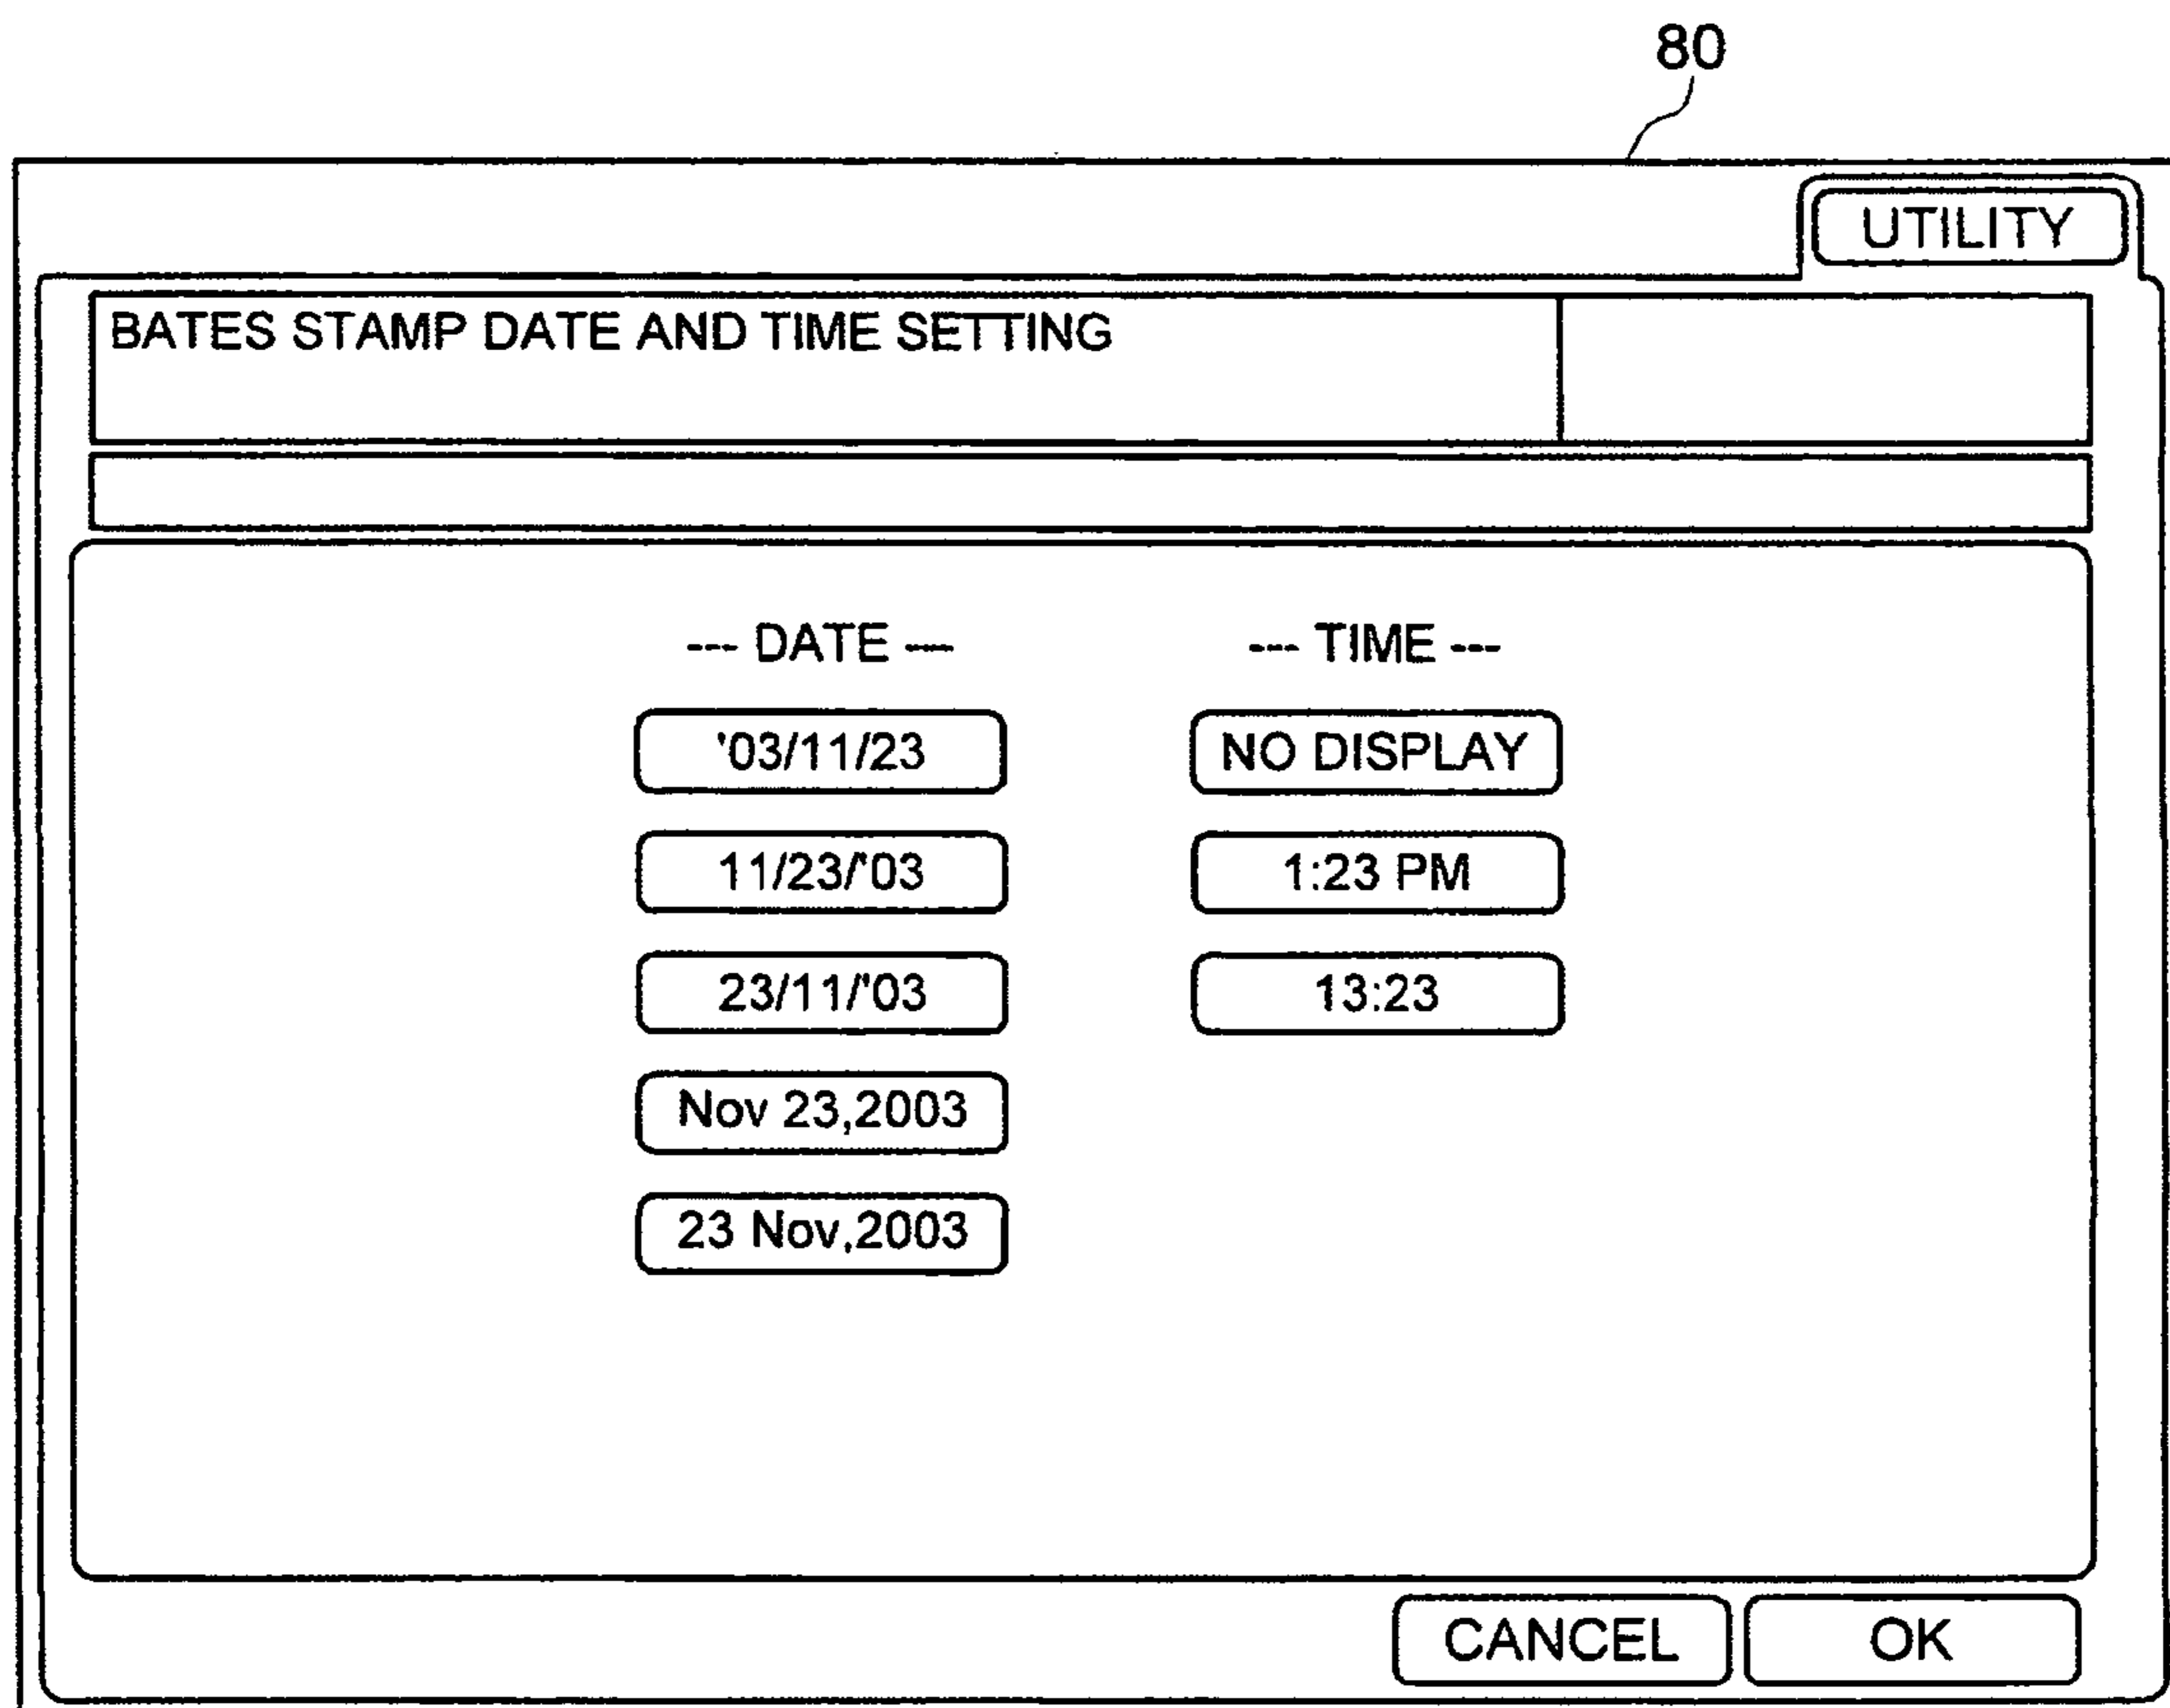 80
UTILITY
BATES STAMP DATE AND TIME SETTING
--- DATE --- --- TIME ---
'03/11/23 NO DISPLAY
11/23/'03 1:23 PM
23/11/'03 13:23
Nov 23,2003
23 Nov,2003
CANCEL OK